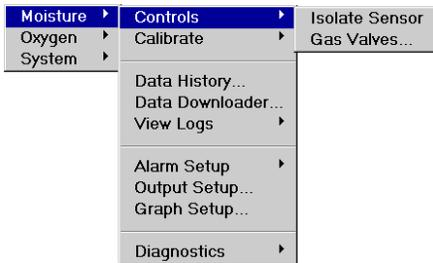 Moisture
Oxygen
System
Controls
Calibrate
Data History...
Data Downloader...
View Logs
Alarm Setup
Output Setup...
Graph Setup...
Diagnostics
Isolate Sensor
Gas Valves...